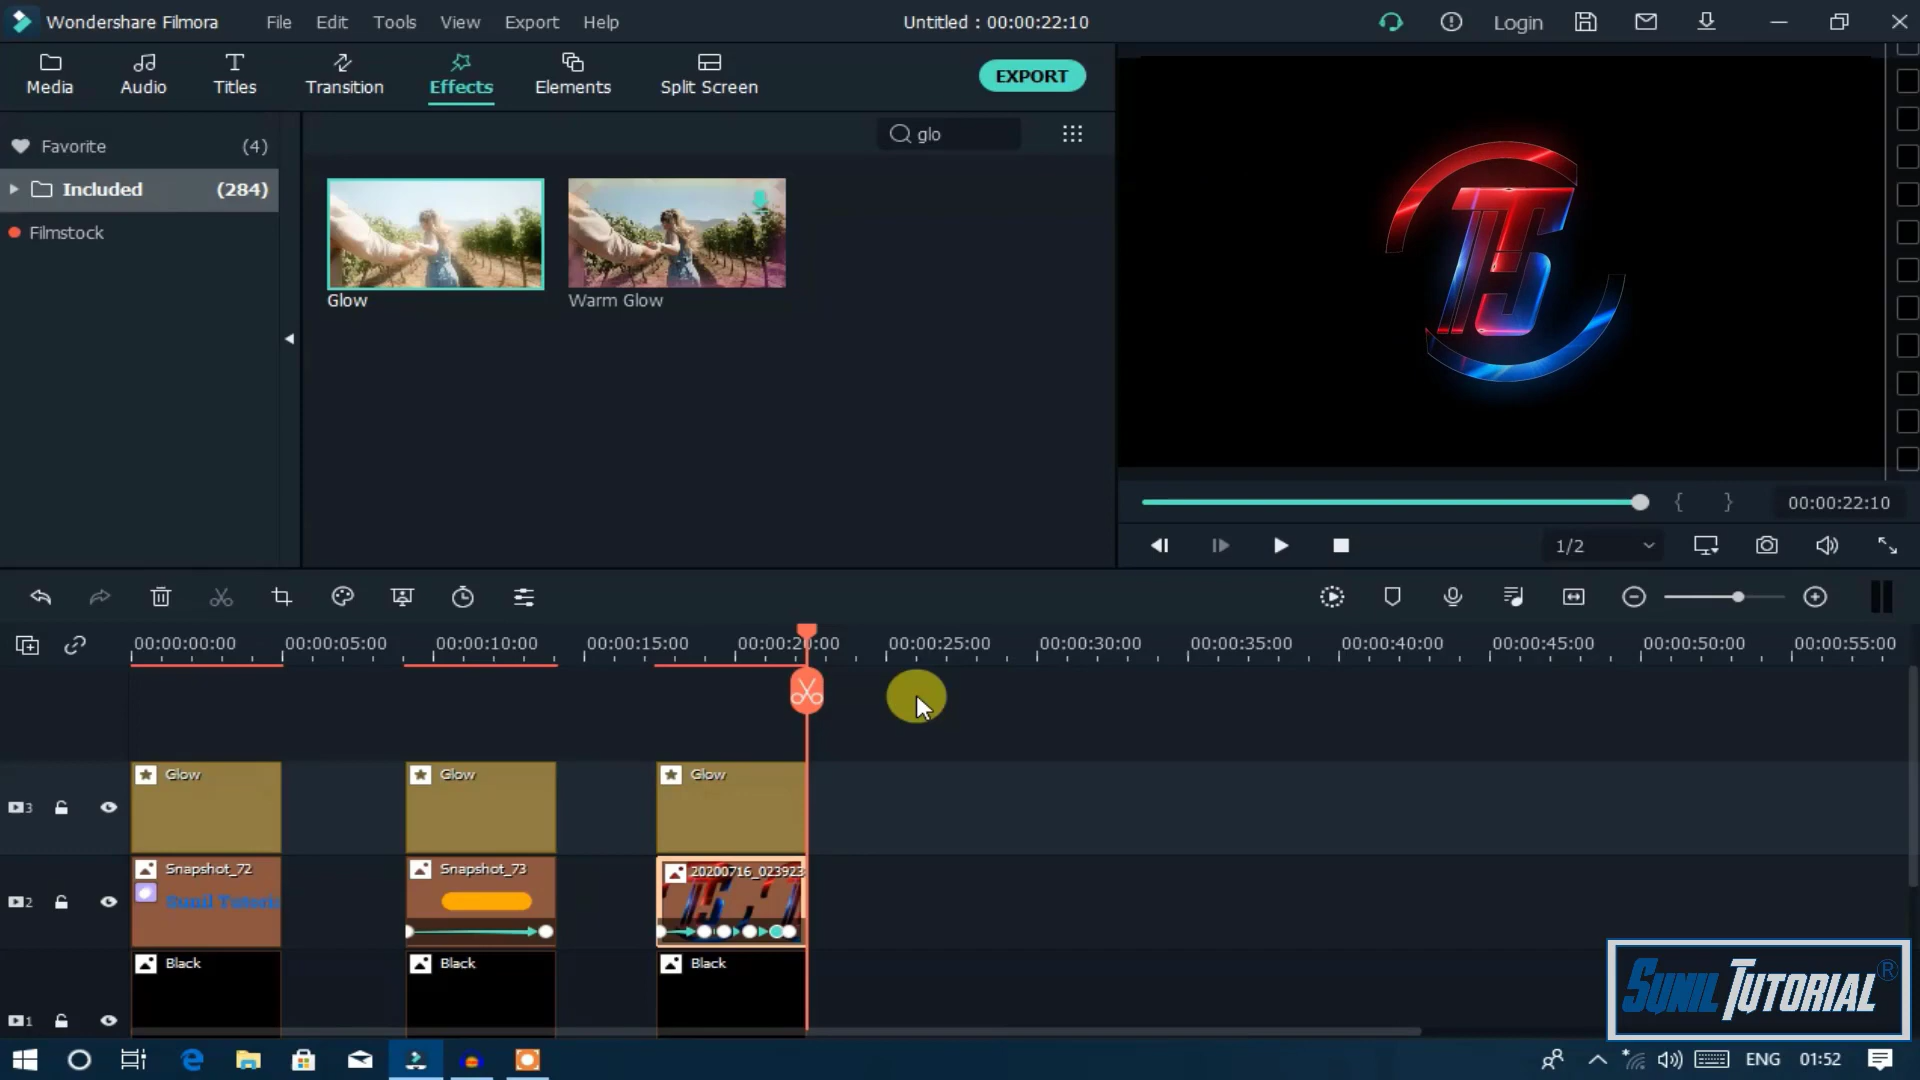 Wondershare Filmora File Edit Tools View Export Help Untitled : 00:00:22:10 Login
Media Audio Titles Transition Effects Elements Split Screen EXPORT
Favorite (4) glo
Included (284)
Filmstock
Glow Warm Glow
TS
00:00:22:10
1/2
00:00:00:00 00:00:05:00 00:00:10:00 00:00:15:00 00:00:20:00 00:00:25:00 00:00:30:00 00:00:35:00 00:00:40:00 00:00:45:00 00:00:50:00 00:00:55:00
Glow Glow Glow
3
Snapshot_72 Snapshot_73 20200716_023923
Sunil Tutoria
2
Black Black Black
1
SUNIL TUTORIAL®
ENG 01:52